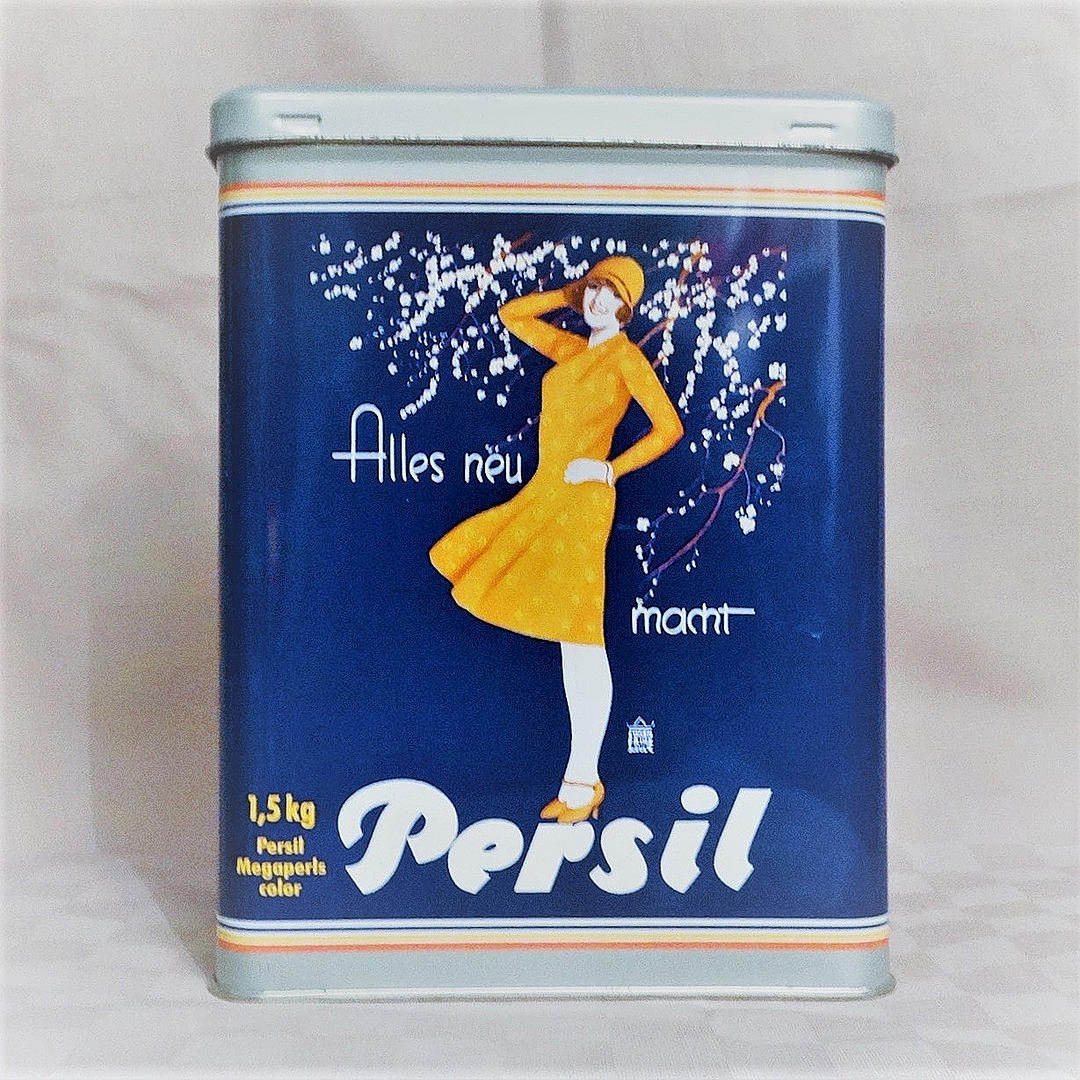 Alles neu
macht
Persil
1,5 kg
Persil
Megaperls
color